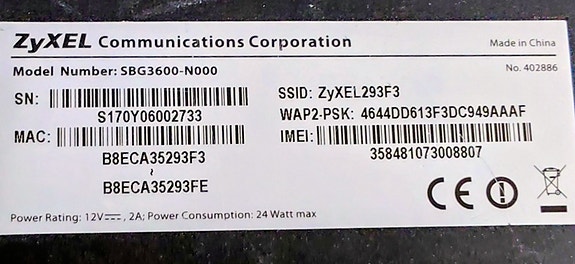 ZyXEL Communications Corporation
Made in China
Model Number: SBG3600-N000
No. 402886
SN:
S170Y06002733
MAC:
B8ECA35293F3
~
B8ECA35293FE
SSID: ZyXEL293F3
WAP2-PSK: 4644DD613F3DC949AAAF
IMEI:
358481073008807
CE
Power Rating: 12V⎓, 2A; Power Consumption: 24 Watt max